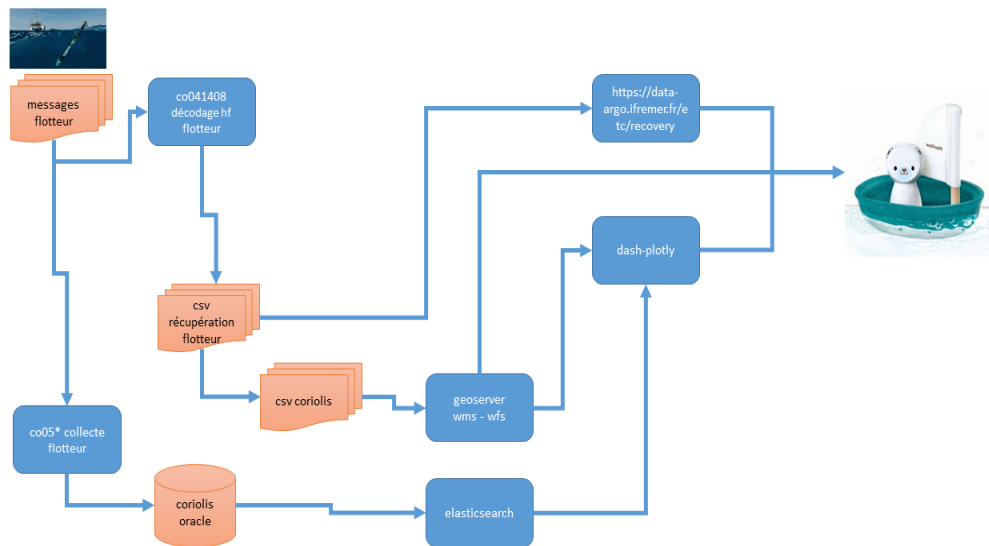 messages
flotteur
co041408
décodage hf
flotteur
https://data-
argo.ifremer.fr/e
tc/recovery
dash-plotly
csv
récupération
flotteur
csv coriolis
geoserver
wms - wfs
co05* collecte
flotteur
coriolis
oracle
elasticsearch